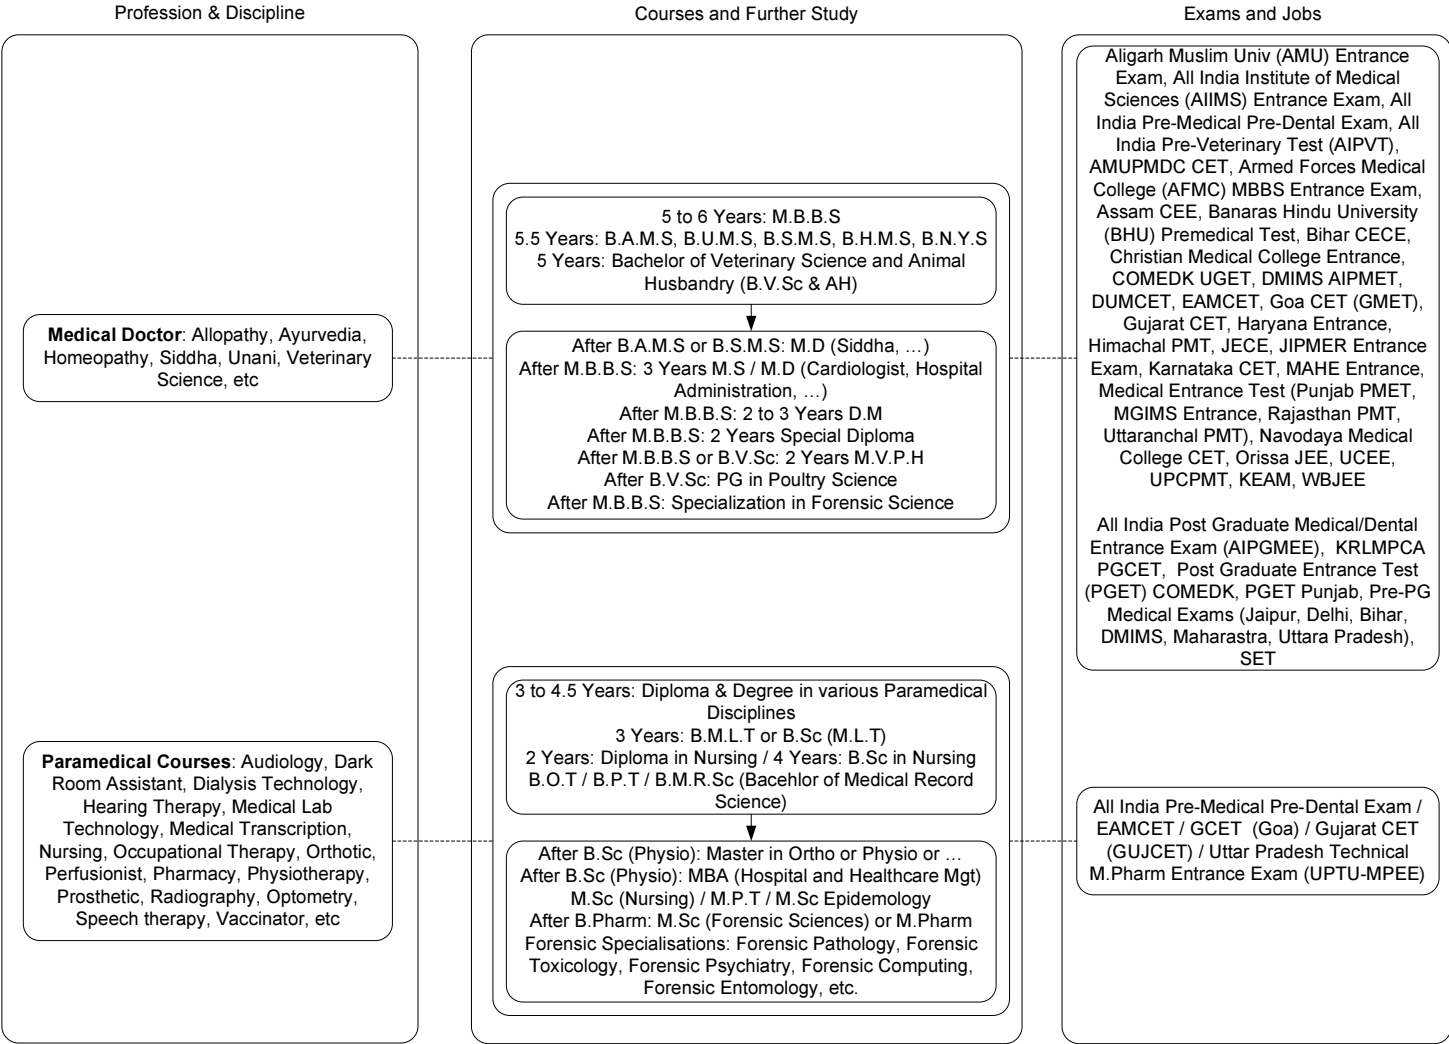 Profession & Discipline
Courses and Further Study
Exams and Jobs
Medical Doctor: Allopathy, Ayurvedia,
Homeopathy, Siddha, Unani, Veterinary
Science, etc
5 to 6 Years: M.B.B.S
5.5 Years: B.A.M.S, B.U.M.S, B.S.M.S, B.H.M.S, B.N.Y.S
5 Years: Bachelor of Veterinary Science and Animal
Husbandry (B.V.Sc & AH)
After B.A.M.S or B.S.M.S: M.D (Siddha, …)
After M.B.B.S: 3 Years M.S / M.D (Cardiologist, Hospital
Administration, …)
After M.B.B.S: 2 to 3 Years D.M
After M.B.B.S: 2 Years Special Diploma
After M.B.B.S or B.V.Sc: 2 Years M.V.P.H
After B.V.Sc: PG in Poultry Science
After M.B.B.S: Specialization in Forensic Science
Aligarh Muslim Univ (AMU) Entrance
Exam, All India Institute of Medical
Sciences (AIIMS) Entrance Exam, All
India Pre-Medical Pre-Dental Exam, All
India Pre-Veterinary Test (AIPVT),
AMUPMDC CET, Armed Forces Medical
College (AFMC) MBBS Entrance Exam,
Assam CEE, Banaras Hindu University
(BHU) Premedical Test, Bihar CECE,
Christian Medical College Entrance,
COMEDK UGET, DMIMS AIPMET,
DUMCET, EAMCET, Goa CET (GMET),
Gujarat CET, Haryana Entrance,
Himachal PMT, JECE, JIPMER Entrance
Exam, Karnataka CET, MAHE Entrance,
Medical Entrance Test (Punjab PMET,
MGIMS Entrance, Rajasthan PMT,
Uttaranchal PMT), Navodaya Medical
College CET, Orissa JEE, UCEE,
UPCPMT, KEAM, WBJEE
All India Post Graduate Medical/Dental
Entrance Exam (AIPGMEE), KRLMPCA
PGCET, Post Graduate Entrance Test
(PGET) COMEDK, PGET Punjab, Pre-PG
Medical Exams (Jaipur, Delhi, Bihar,
DMIMS, Maharastra, Uttara Pradesh),
SET
Paramedical Courses: Audiology, Dark
Room Assistant, Dialysis Technology,
Hearing Therapy, Medical Lab
Technology, Medical Transcription,
Nursing, Occupational Therapy, Orthotic,
Perfusionist, Pharmacy, Physiotherapy,
Prosthetic, Radiography, Optometry,
Speech therapy, Vaccinator, etc
3 to 4.5 Years: Diploma & Degree in various Paramedical
Disciplines
3 Years: B.M.L.T or B.Sc (M.L.T)
2 Years: Diploma in Nursing / 4 Years: B.Sc in Nursing
B.O.T / B.P.T / B.M.R.Sc (Bacehlor of Medical Record
Science)
After B.Sc (Physio): Master in Ortho or Physio or …
After B.Sc (Physio): MBA (Hospital and Healthcare Mgt)
M.Sc (Nursing) / M.P.T / M.Sc Epidemology
After B.Pharm: M.Sc (Forensic Sciences) or M.Pharm
Forensic Specialisations: Forensic Pathology, Forensic
Toxicology, Forensic Psychiatry, Forensic Computing,
Forensic Entomology, etc.
All India Pre-Medical Pre-Dental Exam /
EAMCET / GCET (Goa) / Gujarat CET
(GUJCET) / Uttar Pradesh Technical
M.Pharm Entrance Exam (UPTU-MPEE)